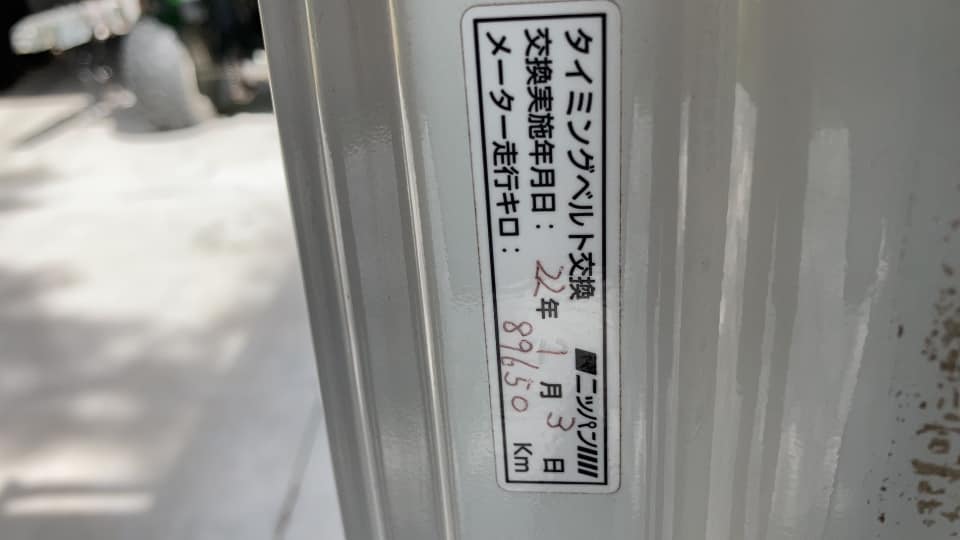 タイミングベルト交換 ニッパン
交換実施年月日： 22年 1月 3日
メーター走行キロ： 89650 Km